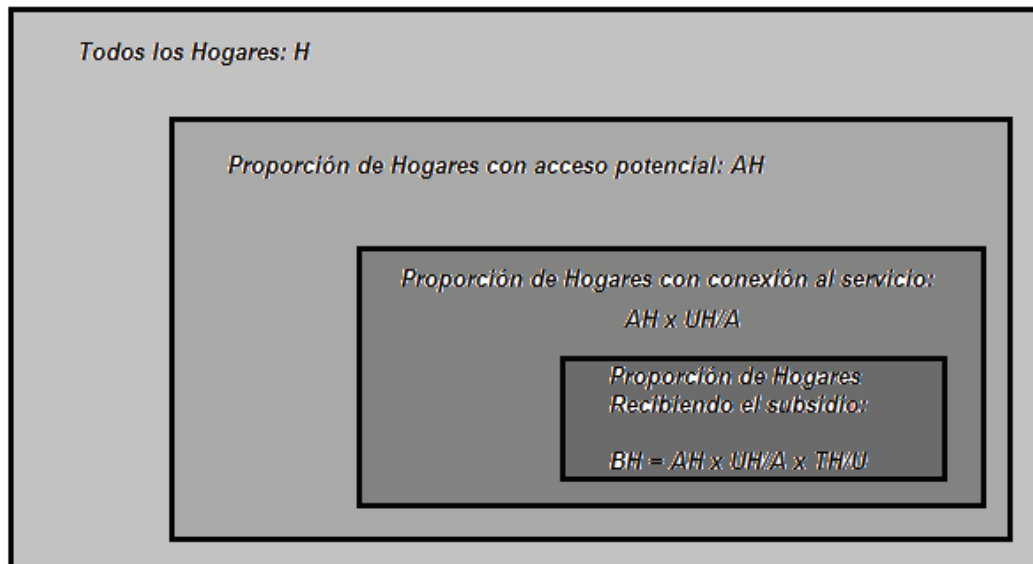 Todos los Hogares: H
Proporción de Hogares con acceso potencial: AH
Proporción de Hogares con conexión al servicio:
AH x UH/A
Proporción de Hogares
Recibiendo el subsidio:
BH = AH x UH/A x TH/U